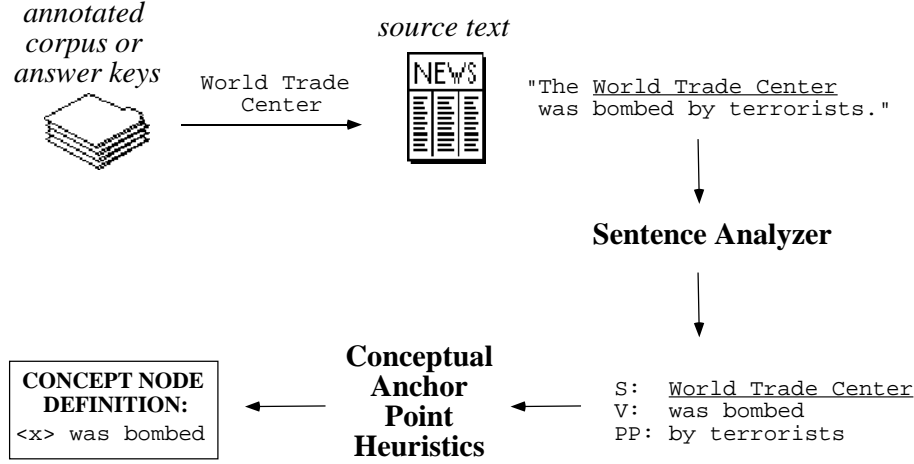 annotated
corpus or
answer keys
World Trade
Center
source text
NEWS
"The World Trade Center
was bombed by terrorists."
Sentence Analyzer
S: World Trade Center
V: was bombed
PP: by terrorists
Conceptual
Anchor
Point
Heuristics
CONCEPT NODE
DEFINITION:
<x> was bombed